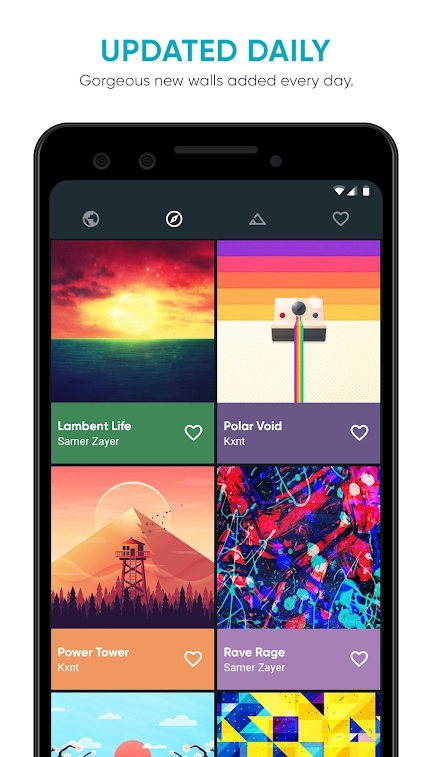 UPDATED DAILY
Gorgeous new walls added every day.
Lambent Life
Samer Zayer
Polar Void
Kxnt
Power Tower
Kxnt
Rave Rage
Samer Zayer